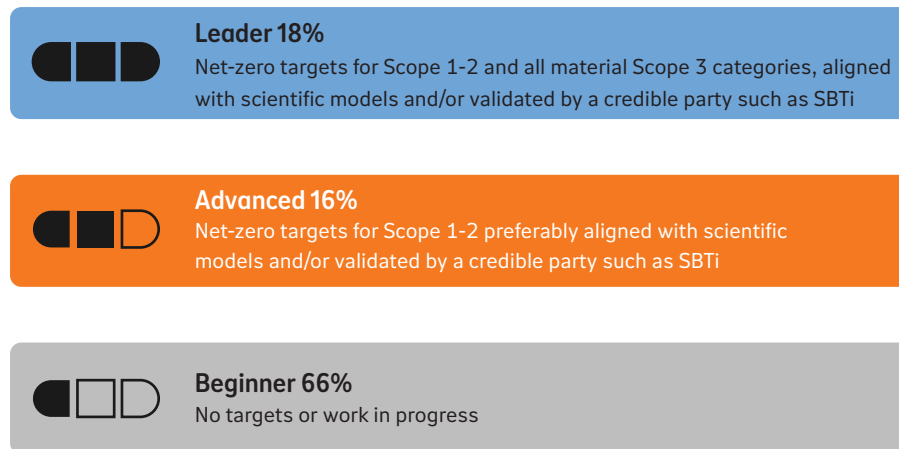 Leader 18%
Net-zero targets for Scope 1-2 and all material Scope 3 categories, aligned
with scientific models and/or validated by a credible party such as SBTi
Advanced 16%
Net-zero targets for Scope 1-2 preferably aligned with scientific
models and/or validated by a credible party such as SBTi
Beginner 66%
No targets or work in progress